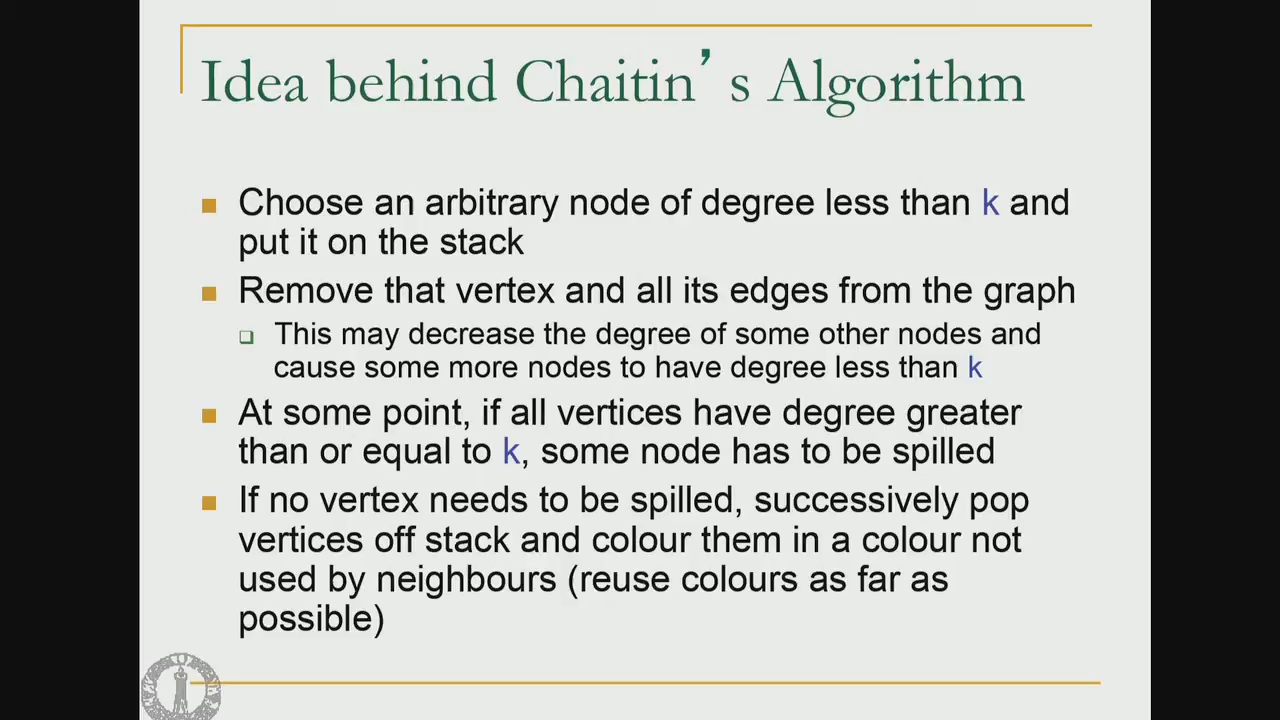 Idea behind Chaitin’s Algorithm
Choose an arbitrary node of degree less than k and
put it on the stack
Remove that vertex and all its edges from the graph
This may decrease the degree of some other nodes and
cause some more nodes to have degree less than k
At some point, if all vertices have degree greater
than or equal to k, some node has to be spilled
If no vertex needs to be spilled, successively pop
vertices off stack and colour them in a colour not
used by neighbours (reuse colours as far as
possible)